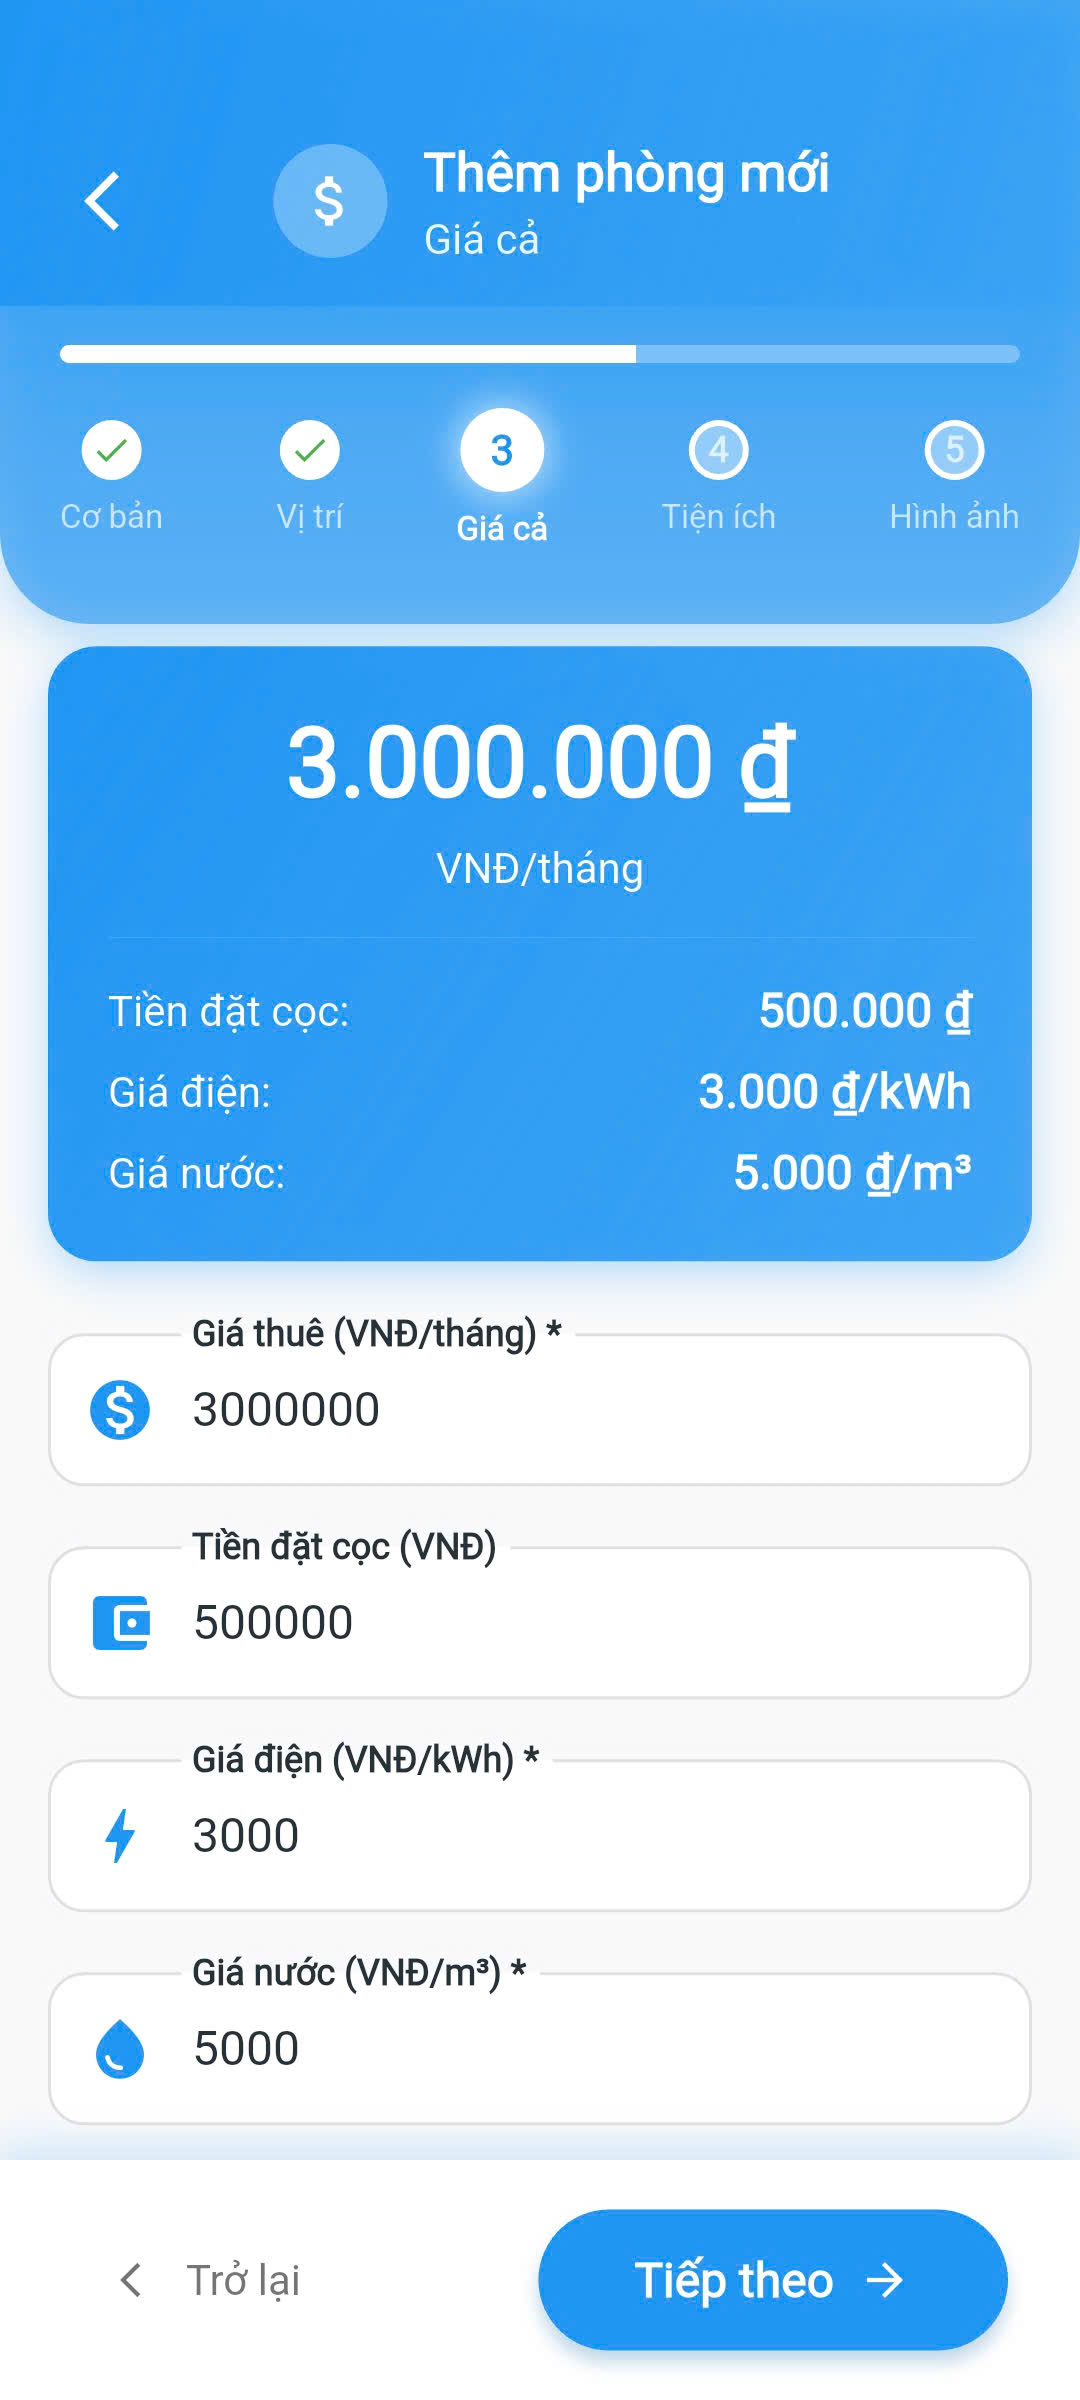 $
Thêm phòng mới
Giá cả
3
4
5
Cơ bản
Vị trí
Giá cả
Tiện ích
Hình ảnh
3.000.000 ₫
VNĐ/tháng
Tiền đặt cọc: 500.000 ₫
Giá điện: 3.000 ₫/kWh
Giá nước: 5.000 ₫/m³
Giá thuê (VNĐ/tháng) *
$ 3000000
Tiền đặt cọc (VNĐ)
500000
Giá điện (VNĐ/kWh) *
3000
Giá nước (VNĐ/m³) *
5000
Trở lại
Tiếp theo